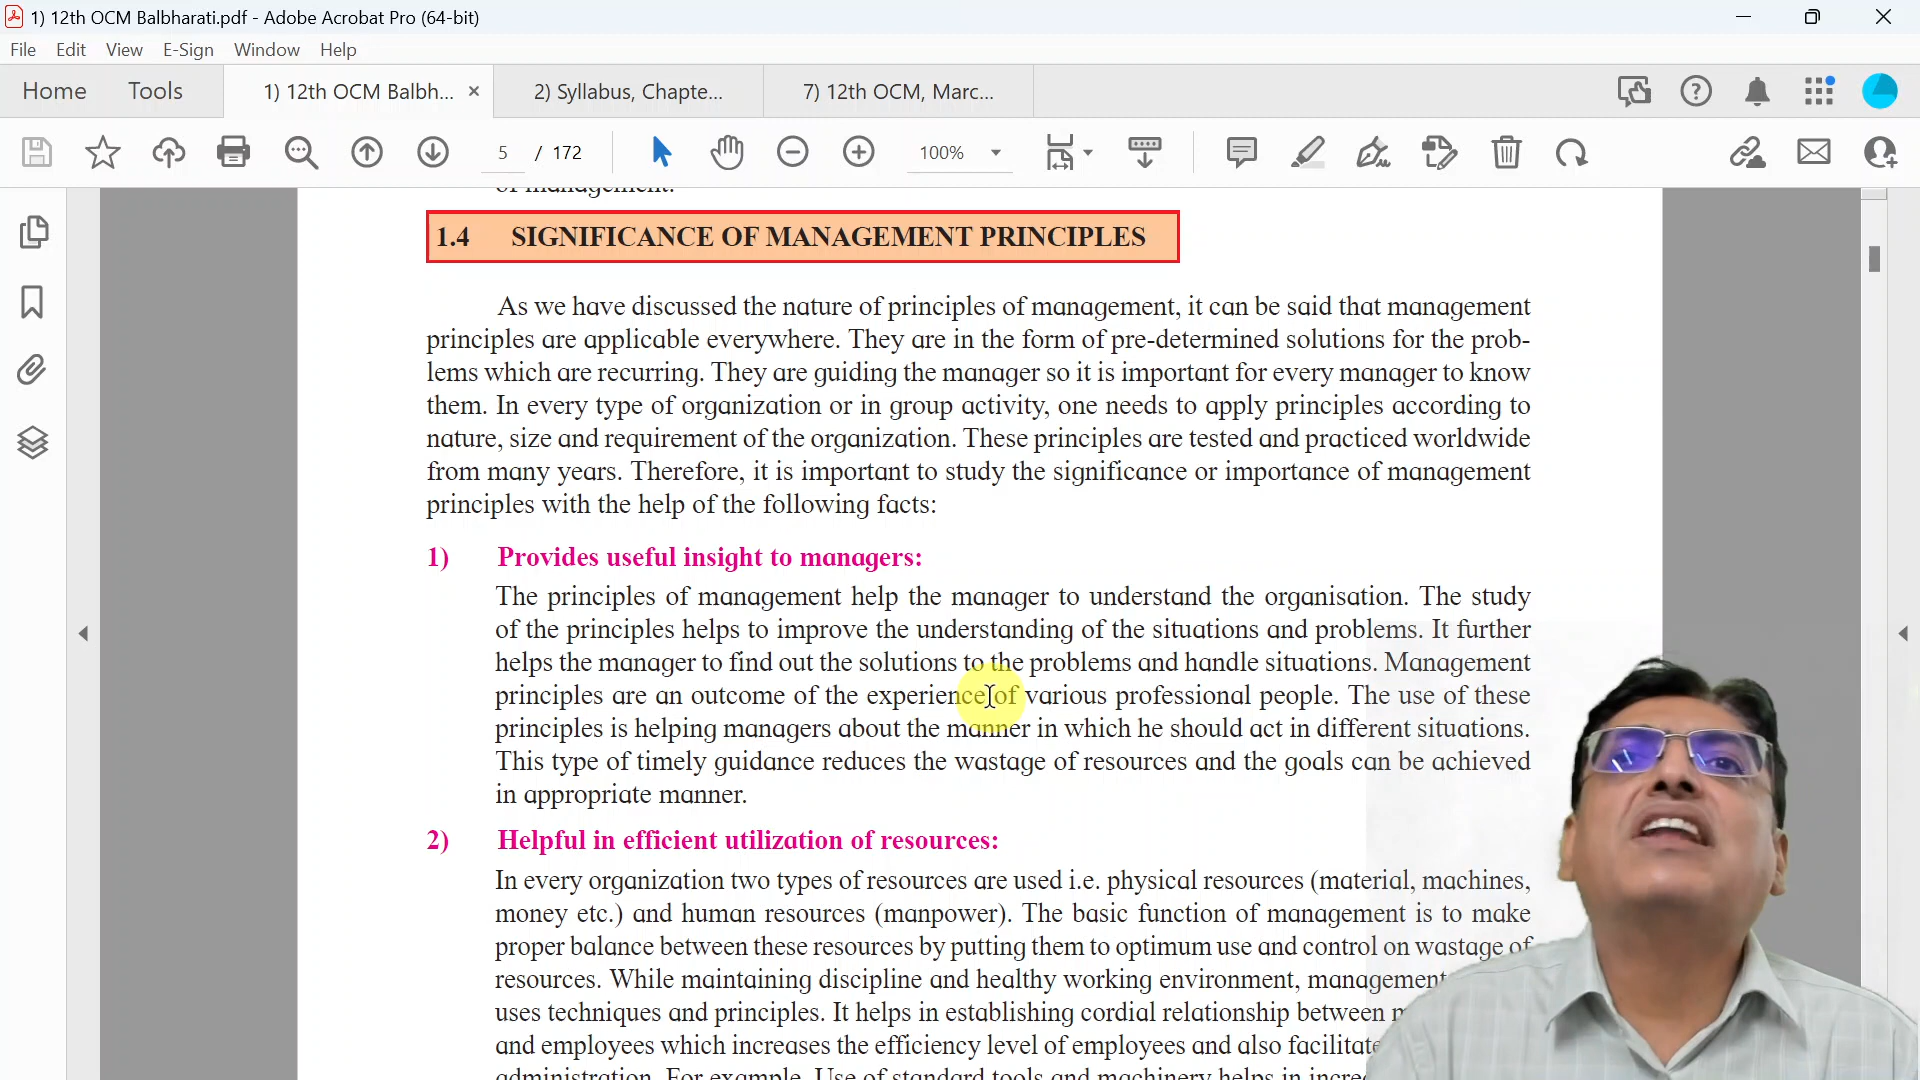 1) 12th OCM Balbharati.pdf - Adobe Acrobat Pro (64-bit)
File Edit View E-Sign Window Help
Home Tools 1) 12th OCM Balbh... 2) Syllabus, Chapte... 7) 12th OCM, Marc...
5 / 172 100%
of management.
1.4 SIGNIFICANCE OF MANAGEMENT PRINCIPLES
As we have discussed the nature of principles of management, it can be said that management
principles are applicable everywhere. They are in the form of pre-determined solutions for the prob-
lems which are recurring. They are guiding the manager so it is important for every manager to know
them. In every type of organization or in group activity, one needs to apply principles according to
nature, size and requirement of the organization. These principles are tested and practiced worldwide
from many years. Therefore, it is important to study the significance or importance of management
principles with the help of the following facts:
1) Provides useful insight to managers:
The principles of management help the manager to understand the organisation. The study
of the principles helps to improve the understanding of the situations and problems. It further
helps the manager to find out the solutions to the problems and handle situations. Management
principles are an outcome of the experience of various professional people. The use of these
principles is helping managers about the manner in which he should act in different situations.
This type of timely guidance reduces the wastage of resources and the goals can be achieved
in appropriate manner.
2) Helpful in efficient utilization of resources:
In every organization two types of resources are used i.e. physical resources (material, machines,
money etc.) and human resources (manpower). The basic function of management is to make
proper balance between these resources by putting them to optimum use and control on wastage of
resources. While maintaining discipline and healthy working environment, management
uses techniques and principles. It helps in establishing cordial relationship between
and employees which increases the efficiency level of employees and also
administration. For example, Use of standard tools and machinery helps in